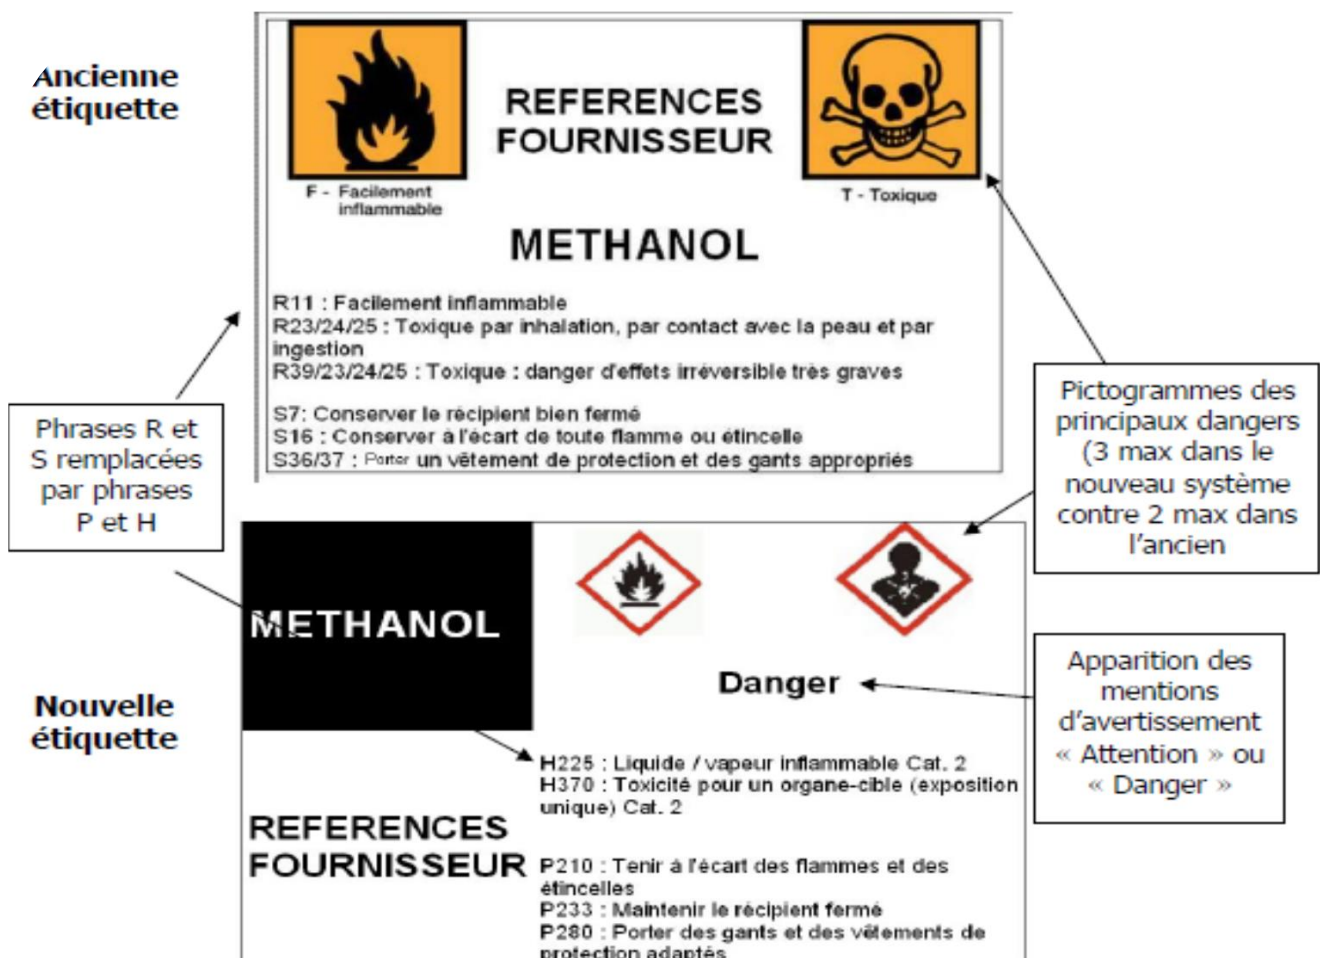 Ancienne
étiquette
REFERENCES
FOURNISSEUR
F - Facilement
inflammable
T - Toxique
METHANOL
R11 : Facilement inflammable
R23/24/25 : Toxique par inhalation, par contact avec la peau et par
ingestion
R39/23/24/25 : Toxique : danger d'effets irréversible très graves
S7: Conserver le récipient bien fermé
S16 : Conserver à l'écart de toute flamme ou étincelle
S36/37 : Porter un vêtement de protection et des gants appropriés
Phrases R et
S remplacées
par phrases
P et H
Pictogrammes des
principaux dangers
(3 max dans le
nouveau système
contre 2 max dans
l'ancien
Nouvelle
étiquette
METHANOL
Danger
Apparition des
mentions
d'avertissement
« Attention » ou
« Danger »
H225 : Liquide / vapeur inflammable Cat. 2
H370 : Toxicité pour un organe-cible (exposition
unique) Cat. 2
REFERENCES
FOURNISSEUR
P210 : Tenir à l'écart des flammes et des
étincelles
P233 : Maintenir le récipient fermé
P280 : Porter des gants et des vêtements de
protection adaptés